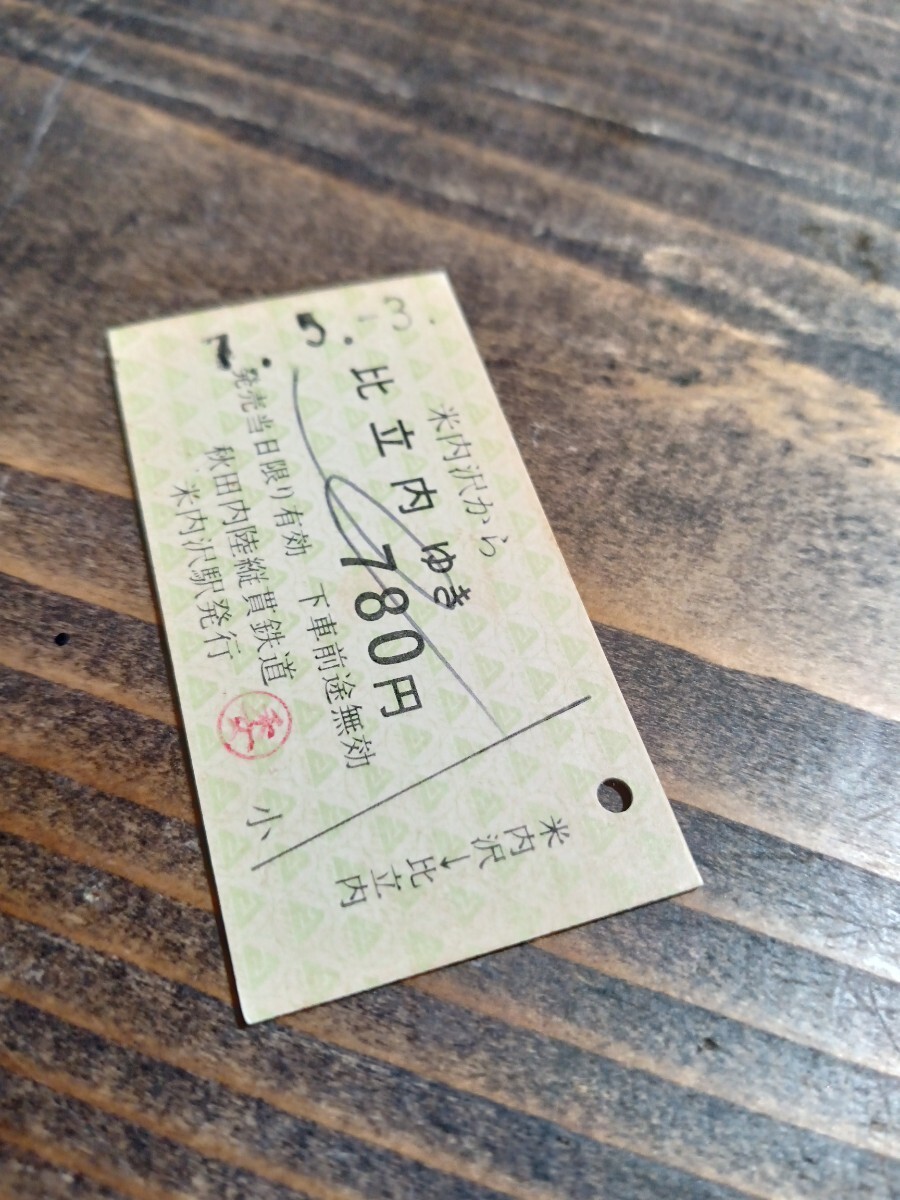 7. 5. -3.
米内沢から
比立内ゆき
780円
発売当日限り有効 下車前途無効
秋田内陸縦貫鉄道
米内沢駅発行
小
米内沢→比立内